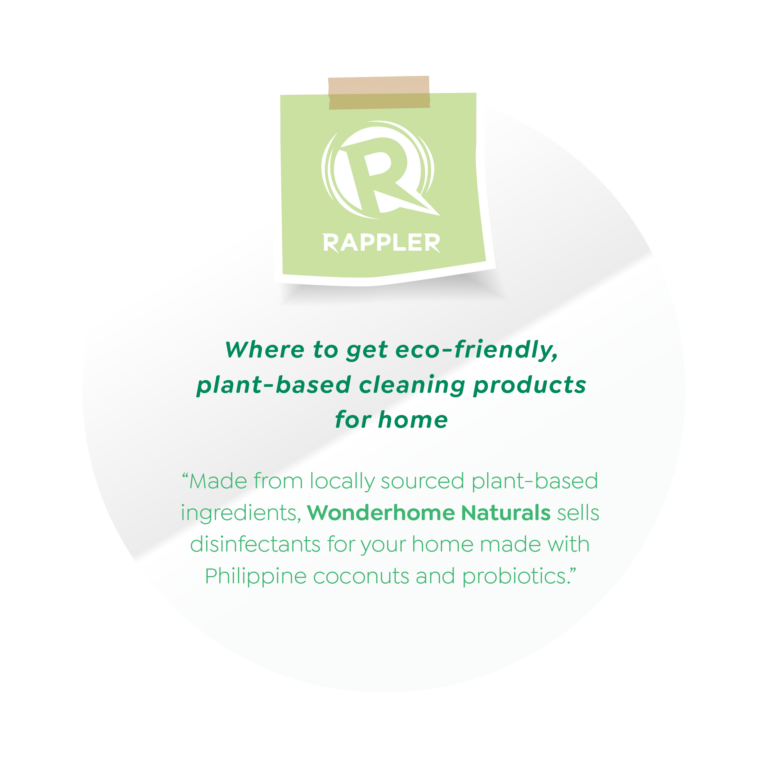 RAPPLER
Where to get eco-friendly,
plant-based cleaning products
for home
“Made from locally sourced plant-based
ingredients, Wonderhome Naturals sells
disinfectants for your home made with
Philippine coconuts and probiotics.”